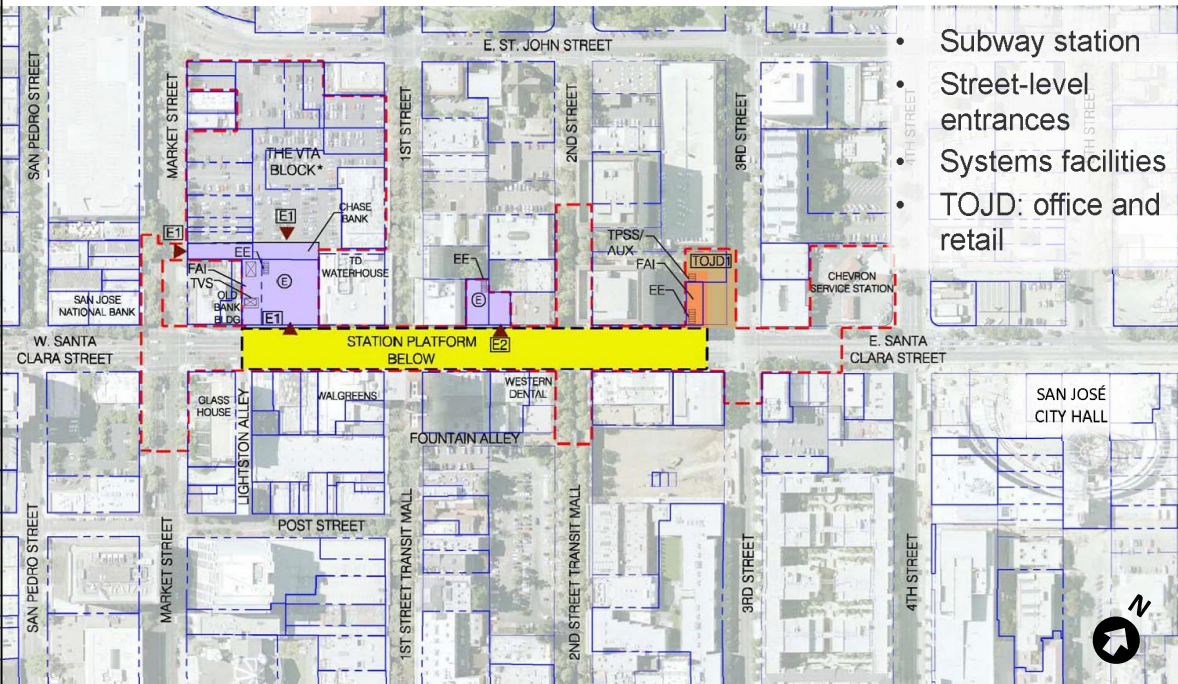 • Subway station
• Street-level
entrances
• Systems facilities
• TOJD: office and
retail
E. ST. JOHN STREET
SAN PEDRO STREET
MARKET STREET
1ST STREET
2ND STREET
3RD STREET
4TH STREET
THE VTA
BLOCK*
CHASE
BANK
E1
E1
EE
FAI
TVS
E
OLD
BANK
BLDG
E1
TD
WATERHOUSE
EE
E
TPSS/
AUX
FAI
EE
TOJD1
CHEVRON
SERVICE STATION
SAN JOSE
NATIONAL BANK
W. SANTA
CLARA STREET
STATION PLATFORM
BELOW
E2
E. SANTA
CLARA STREET
GLASS
HOUSE
LIGHTSTON ALLEY
WALGREENS
WESTERN
DENTAL
FOUNTAIN ALLEY
SAN JOSÉ
CITY HALL
POST STREET
SAN PEDRO STREET
MARKET STREET
1ST STREET TRANSIT MALL
2ND STREET TRANSIT MALL
3RD STREET
4TH STREET
N